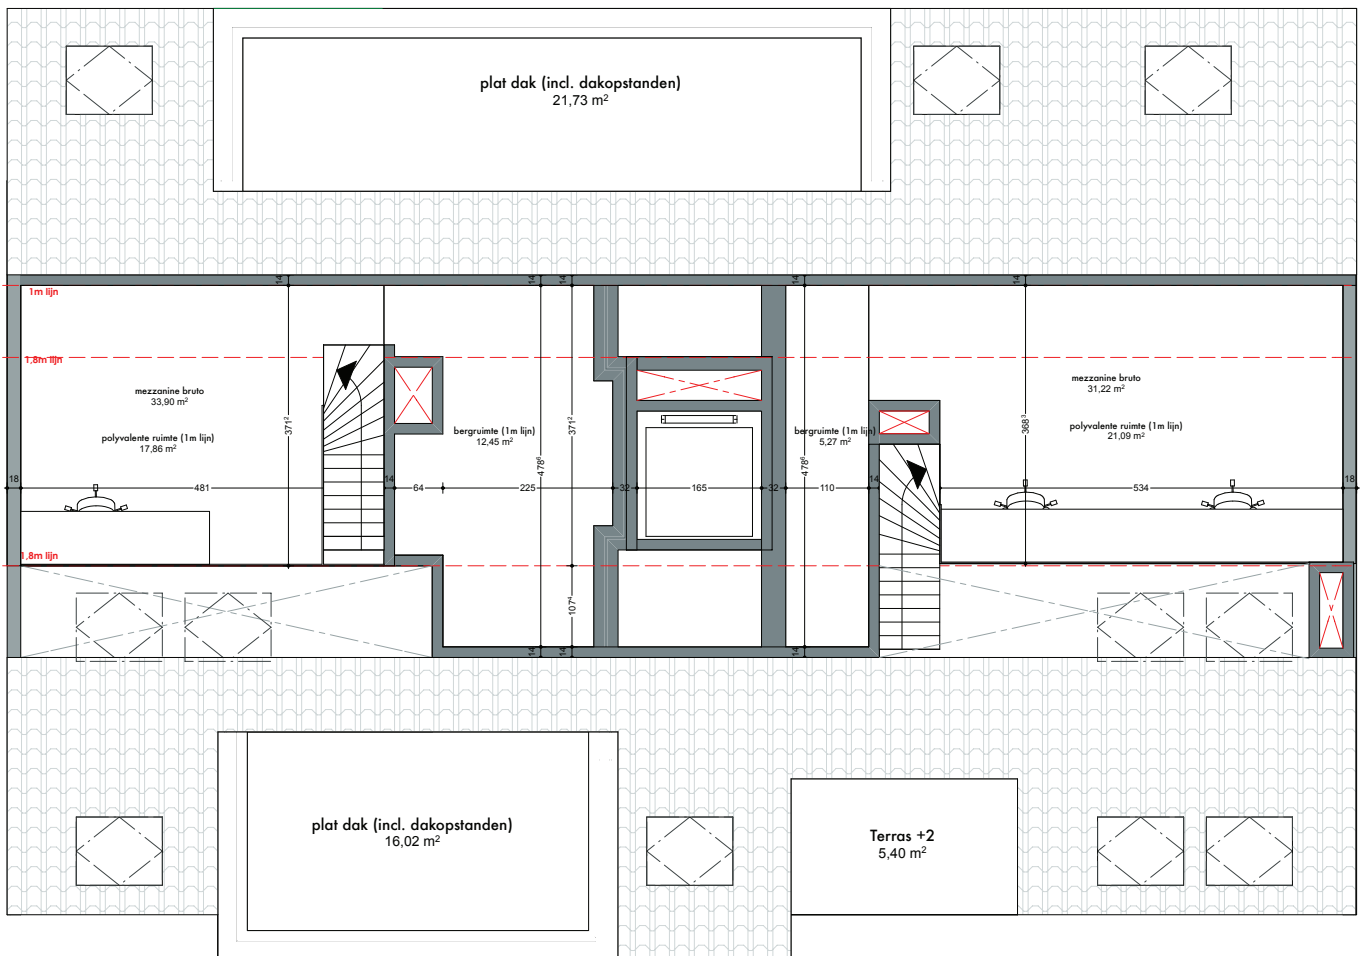 plat dak (incl. dakopstanden)
21,73 m²
14
14
14
14
14
1m lijn
1,8m lijn
mezzanine bruto
33,90 m²
polyvalente ruimte (1m lijn)
17,86 m²
371²
bergruimte (1m lijn)
12,45 m²
371²
478⁶
bergruimte (1m lijn)
5,27 m²
478⁶
mezzanine bruto
31,22 m²
polyvalente ruimte (1m lijn)
21,09 m²
368³
18
481
14
64
225
32
165
32
110
14
534
18
1,8m lijn
107⁴
14
14
14
plat dak (incl. dakopstanden)
16,02 m²
Terras +2
5,40 m²